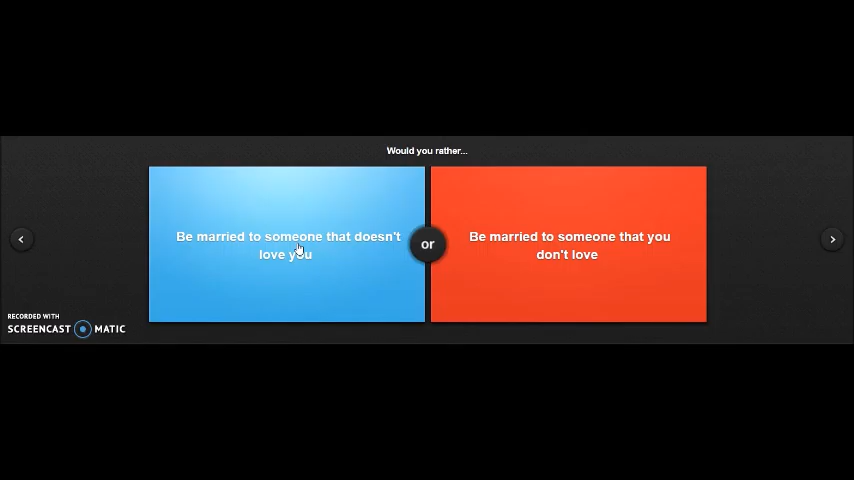 Would you rather...
Be married to someone that doesn't
love you
or
Be married to someone that you
don't love
RECORDED WITH
SCREENCAST MATIC